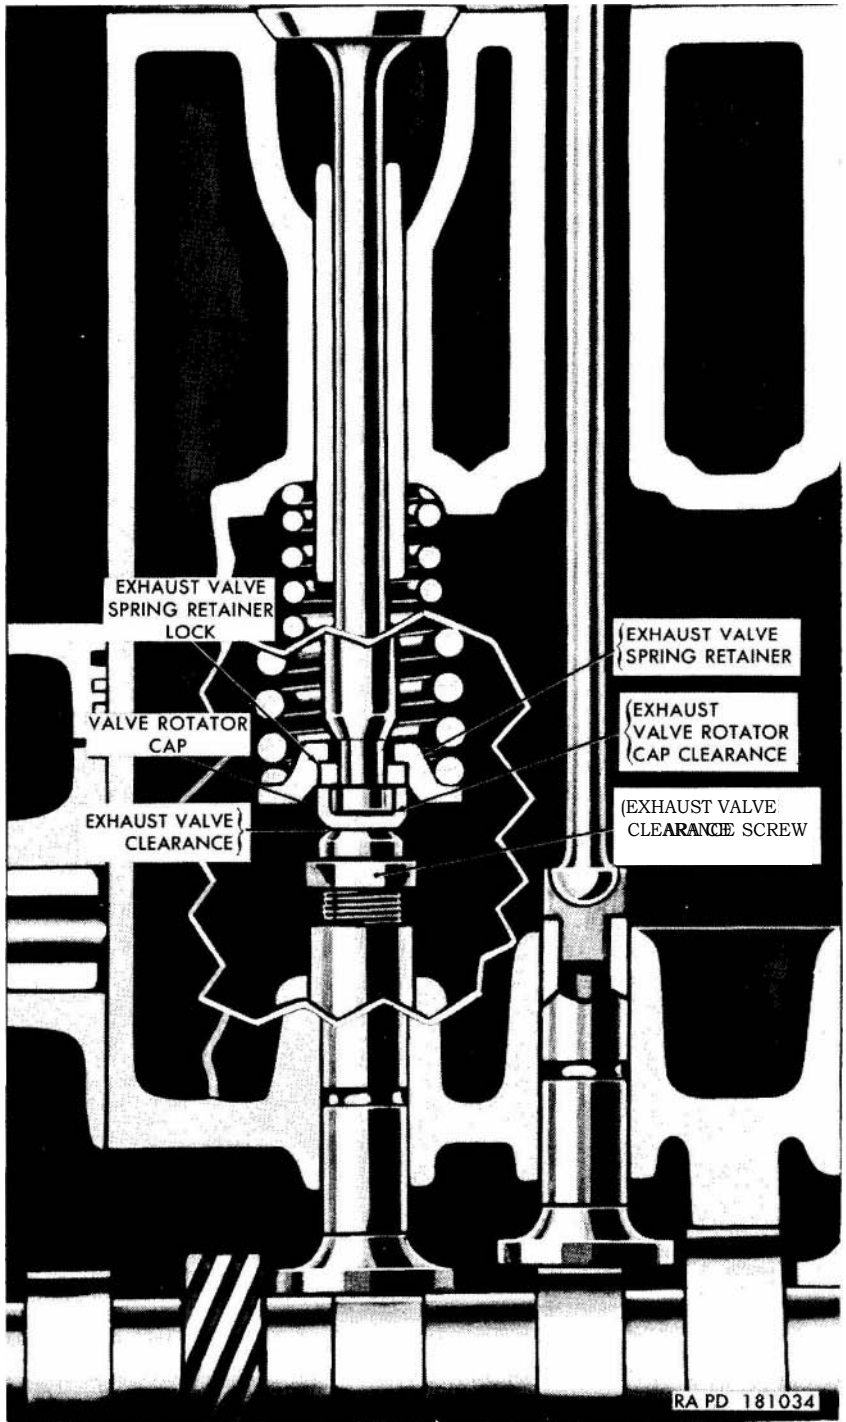 EXHAUST VALVE
SPRING RETAINER
LOCK
EXHAUST VALVE
SPRING RETAINER
VALVE ROTATOR
CAP
EXHAUST
VALVE ROTATOR
CAP CLEARANCE
EXHAUST VALVE
CLEARANCE
(EXHAUST VALVE
CLEARANCE SCREW
RA PD 181034